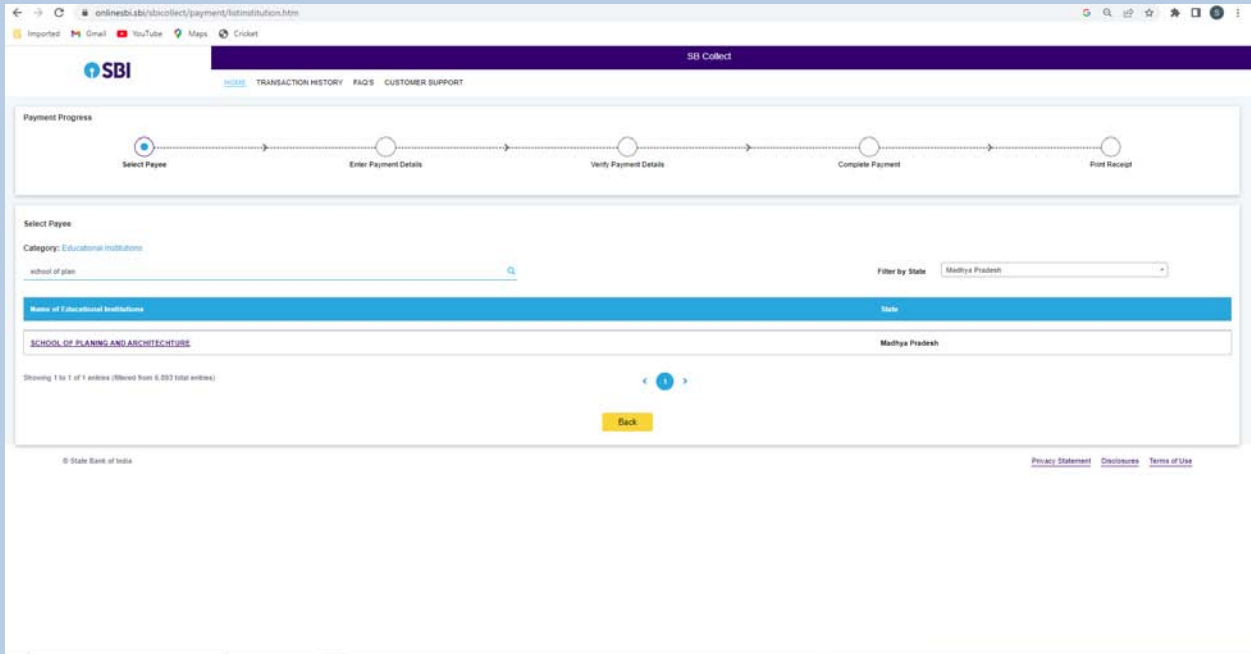 onlinesbi.sbi/sbicollect/payment/listinstitution.htm
Imported Gmail YouTube Maps Cricket
SBI
SB Collect
HOME TRANSACTION HISTORY FAQ'S CUSTOMER SUPPORT
Payment Progress
Select Payee Enter Payment Details Verify Payment Details Complete Payment Print Receipt
Select Payee
Category: Educational Institutions
school of plan
Filter by State Madhya Pradesh
Name of Educational Institutions State
SCHOOL OF PLANING AND ARCHITECHTURE Madhya Pradesh
Showing 1 to 1 of 1 entries (filtered from 6,893 total entries)
1
Back
© State Bank of India
Privacy Statement Disclosures Terms of Use